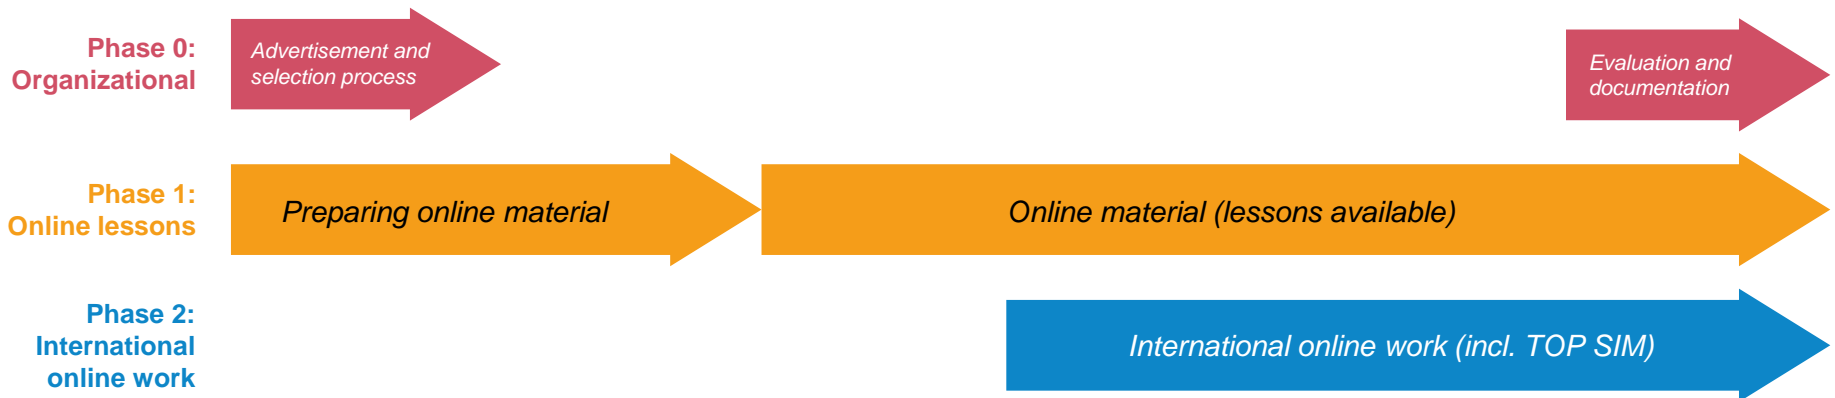 Phase 0:
Organizational
Advertisement and
selection process
Evaluation and
documentation
Phase 1:
Online lessons
Preparing online material
Online material (lessons available)
Phase 2:
International
online work
International online work (incl. TOP SIM)